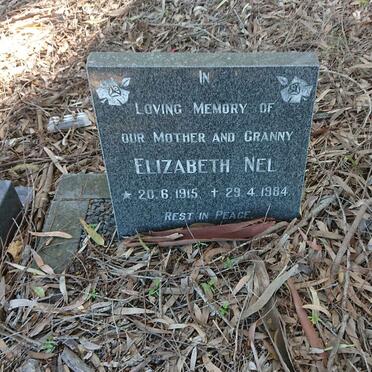 IN
LOVING MEMORY OF
OUR MOTHER AND GRANNY
ELIZABETH NEL
* 20.6.1915 + 29.4.1984
REST IN PEACE